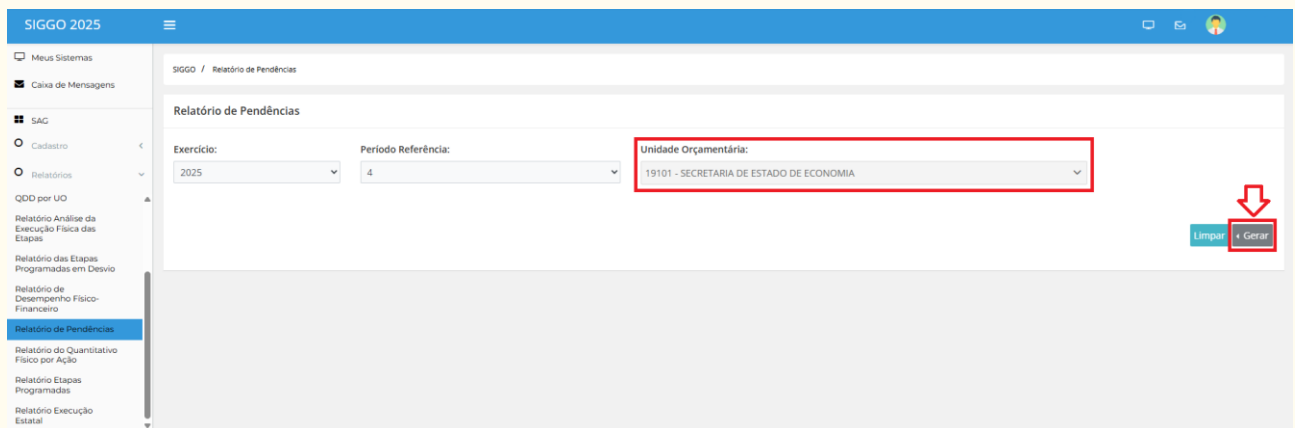 SIGGO 2025
Meus Sistemas
Caixa de Mensagens
SAG
Cadastro
Relatórios
QDD por UO
Relatório Análise da
Execução Física das
Etapas
Relatório das Etapas
Programadas em Desvio
Relatório de
Desempenho Físico-
Financeiro
Relatório de Pendências
Relatório do Quantitativo
Físico por Ação
Relatório Etapas
Programadas
Relatório Execução
Estatal
SIGGO / Relatório de Pendências
Relatório de Pendências
Exercício:
2025
Período Referência:
4
Unidade Orçamentária:
19101 - SECRETARIA DE ESTADO DE ECONOMIA
Limpar
Gerar